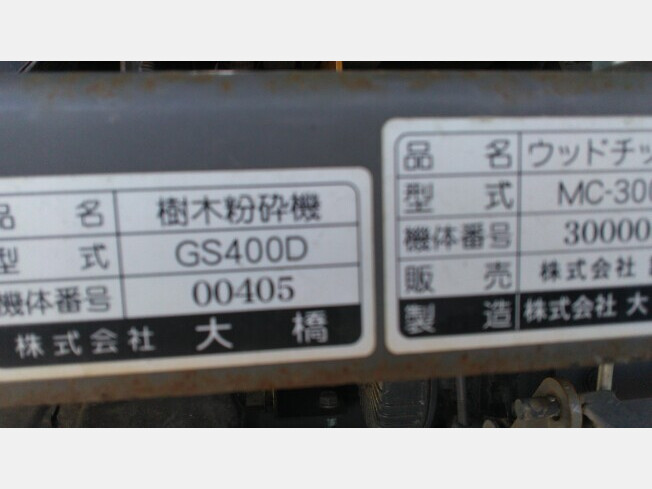 品名 樹木粉砕機
型式 GS400D
機体番号 00405
株式会社 大橋
品名 ウッドチッ
型式 MC-300
機体番号 30000
販売 株式会社
製造 株式会社 大